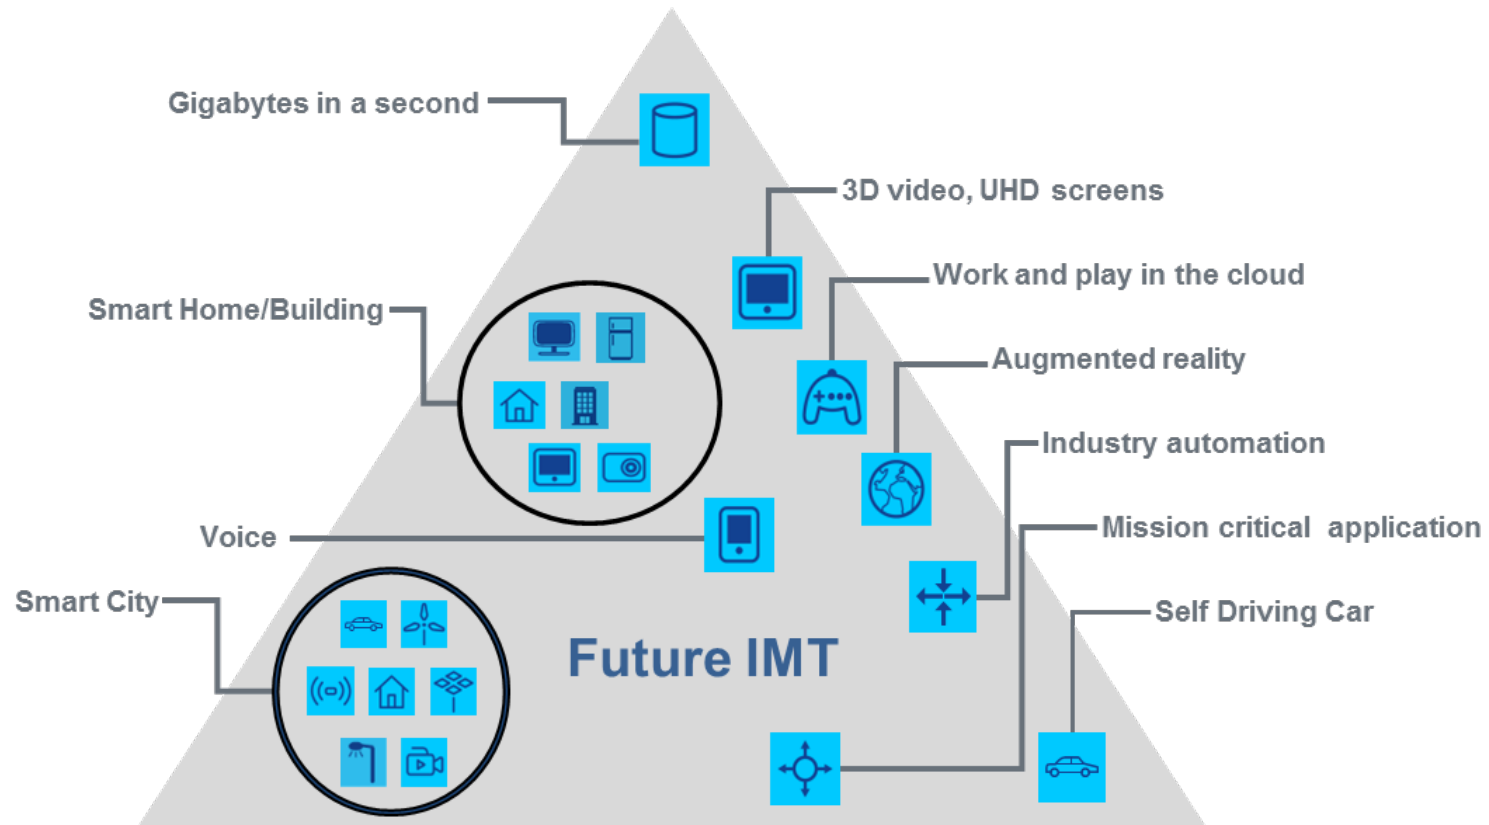 Gigabytes in a second
3D video, UHD screens
Work and play in the cloud
Smart Home/Building
Augmented reality
Industry automation
Mission critical application
Voice
Smart City
Self Driving Car
Future IMT